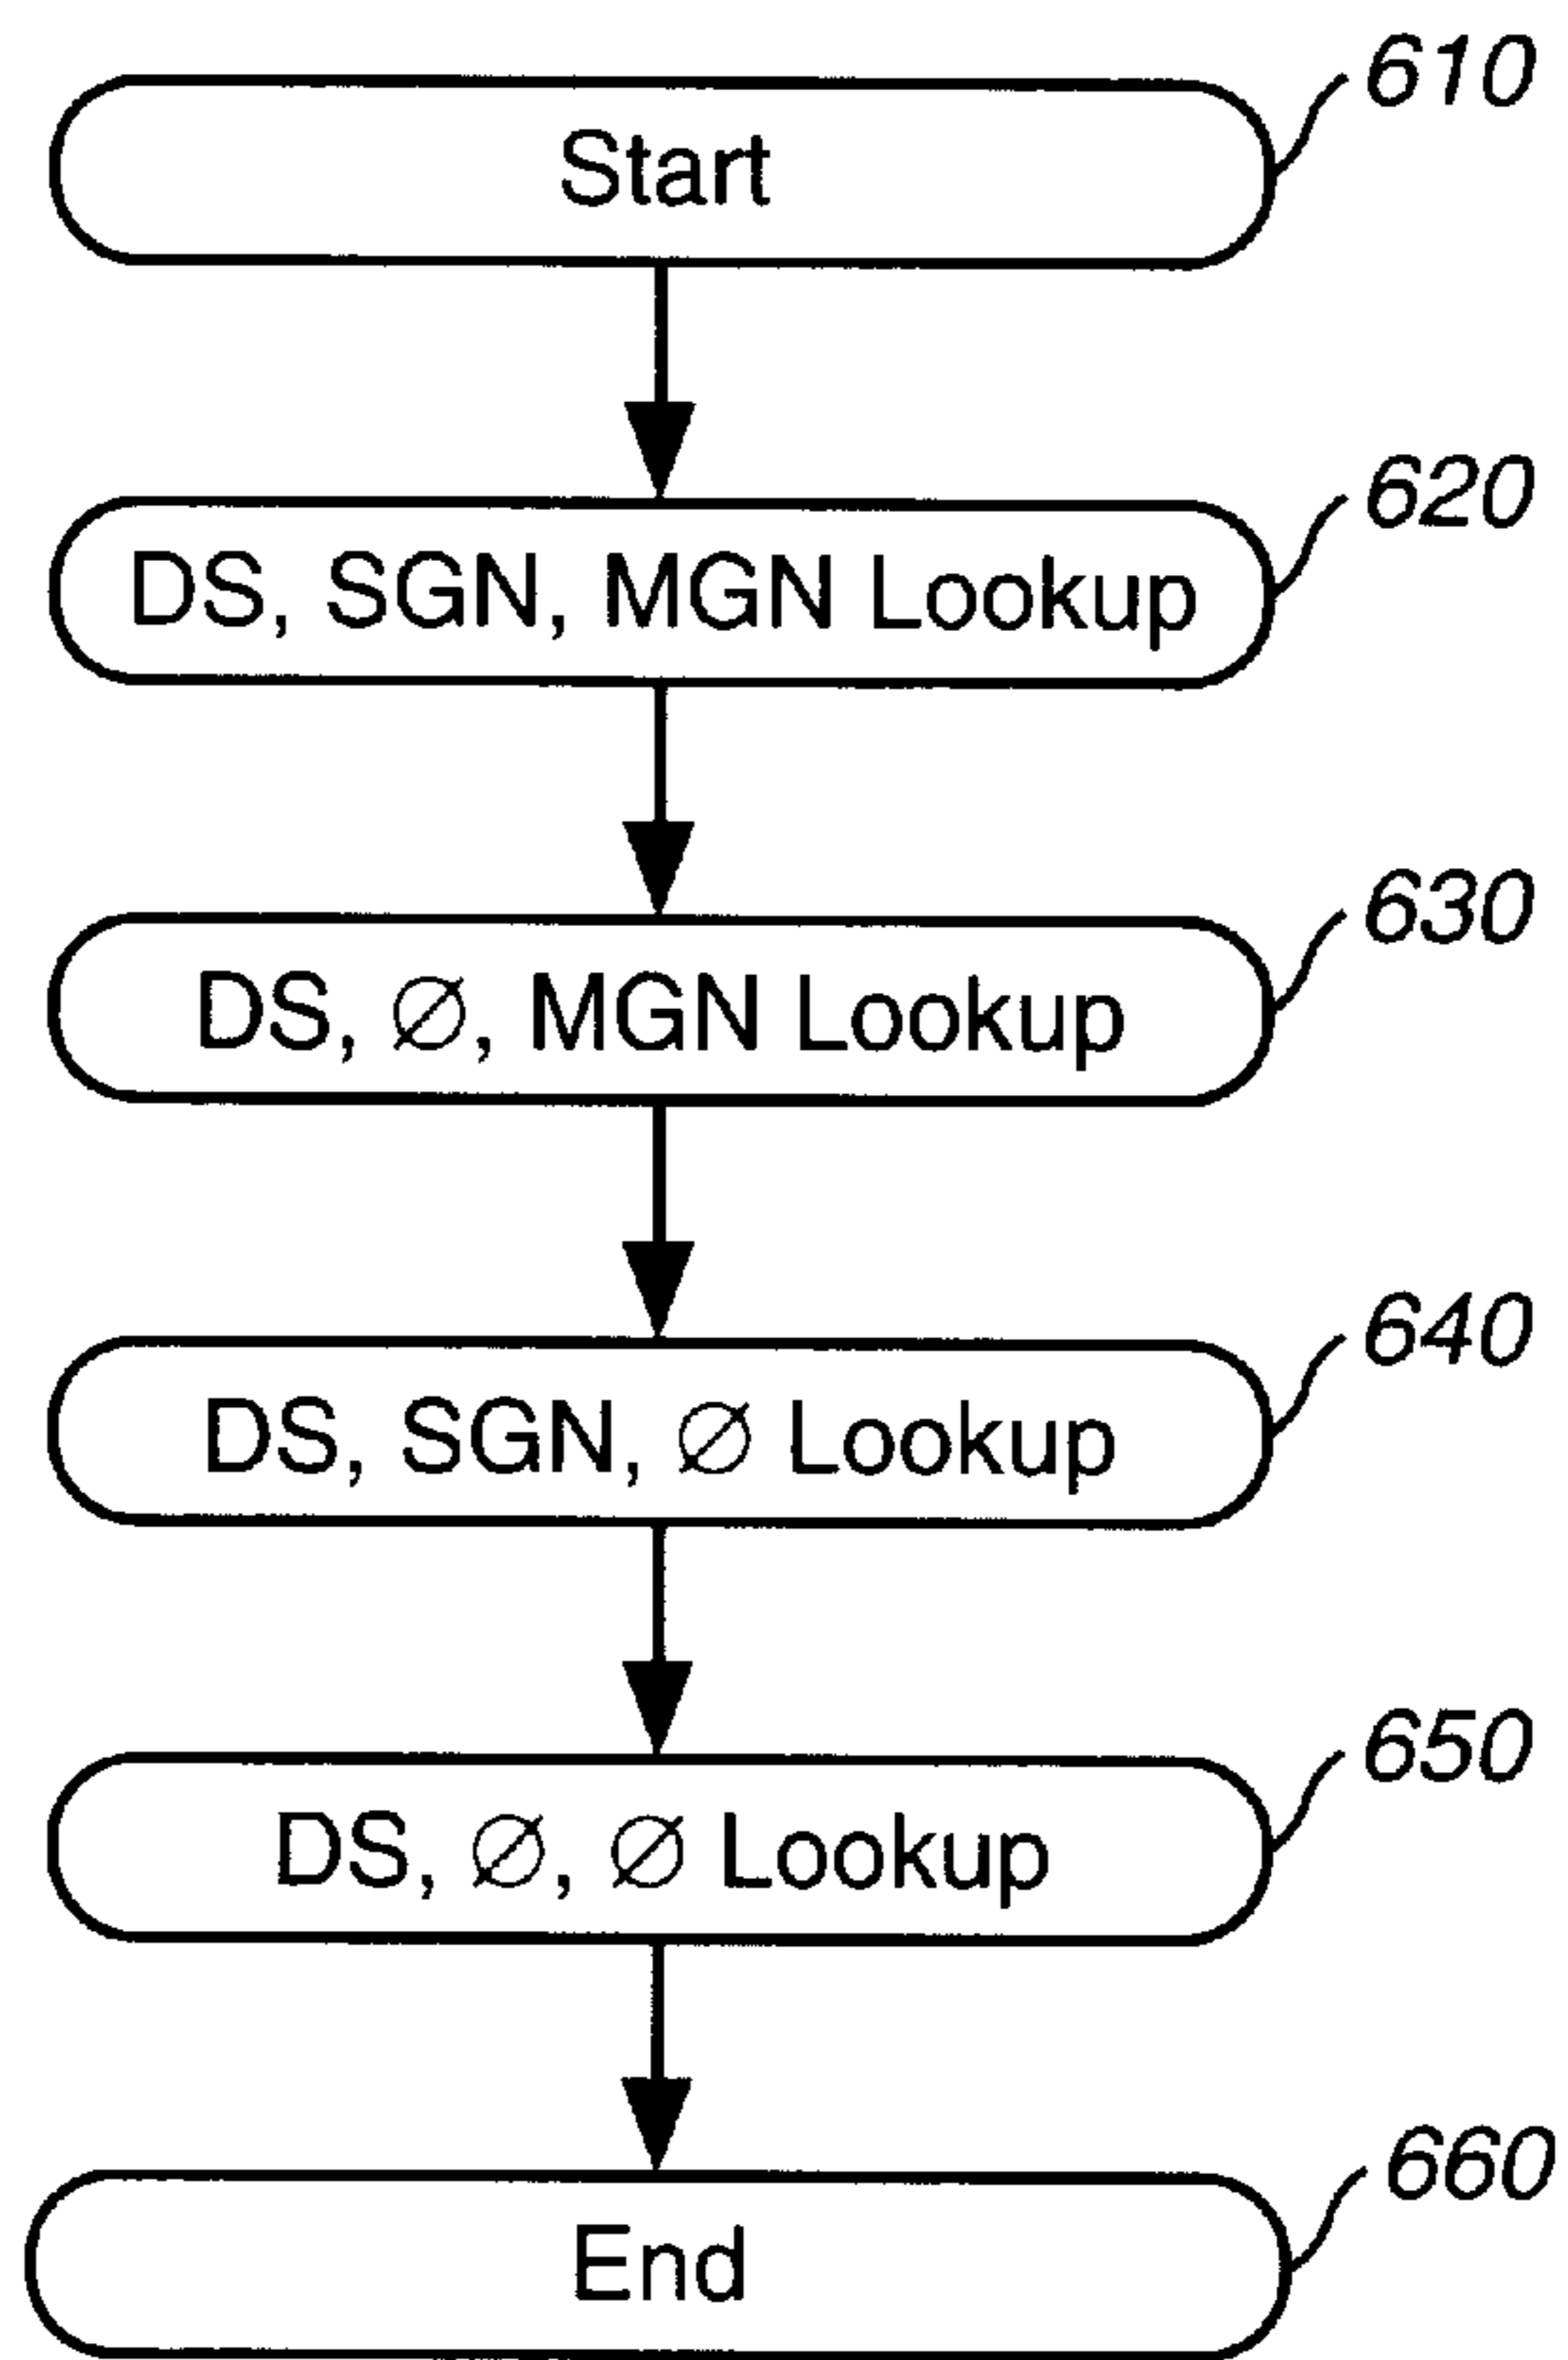 610
Start
620
DS, SGN, MGN Lookup
630
DS, ∅, MGN Lookup
640
DS, SGN, ∅ Lookup
650
DS, ∅, ∅ Lookup
660
End